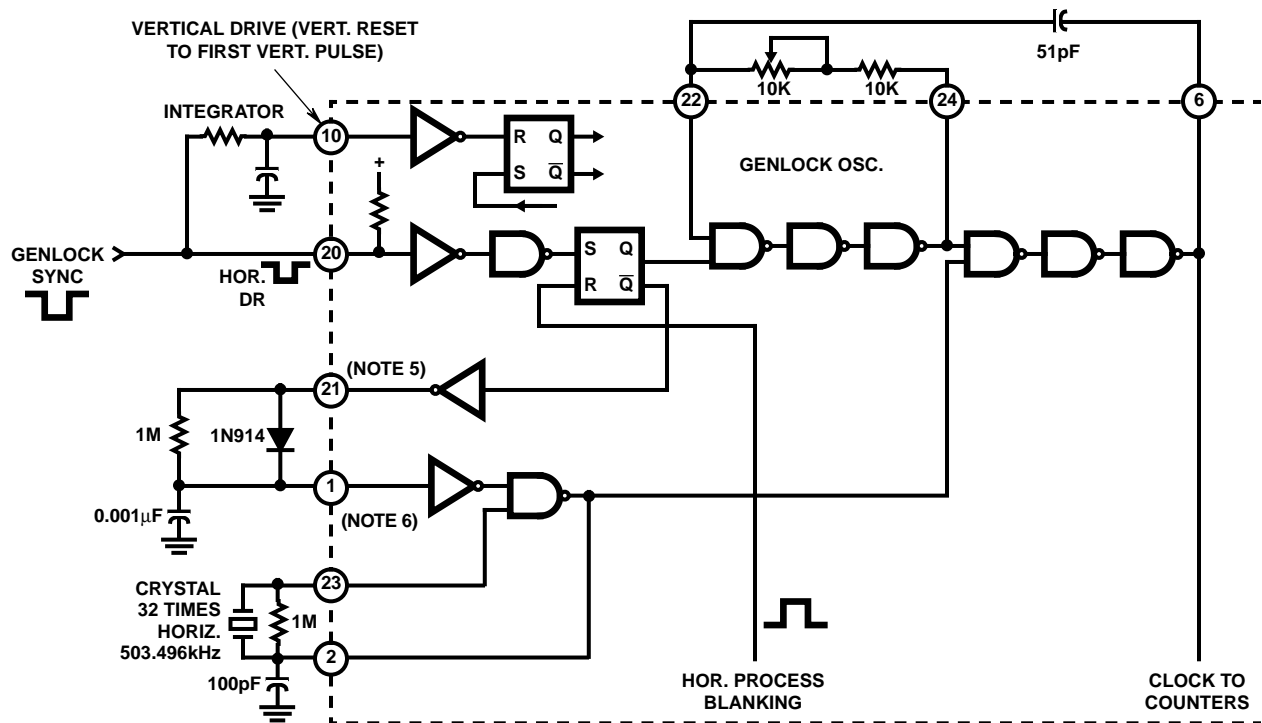 VERTICAL DRIVE (VERT. RESET
TO FIRST VERT. PULSE)
51pF
10K
10K
22
24
6
INTEGRATOR
10
+
R Q
S Q̅
GENLOCK OSC.
GENLOCK
SYNC
20
HOR.
DR
S Q
R Q̅
21
(NOTE 5)
1M
1N914
1
(NOTE 6)
0.001µF
23
CRYSTAL
32 TIMES
HORIZ.
503.496kHz
1M
2
100pF
HOR. PROCESS
BLANKING
CLOCK TO
COUNTERS